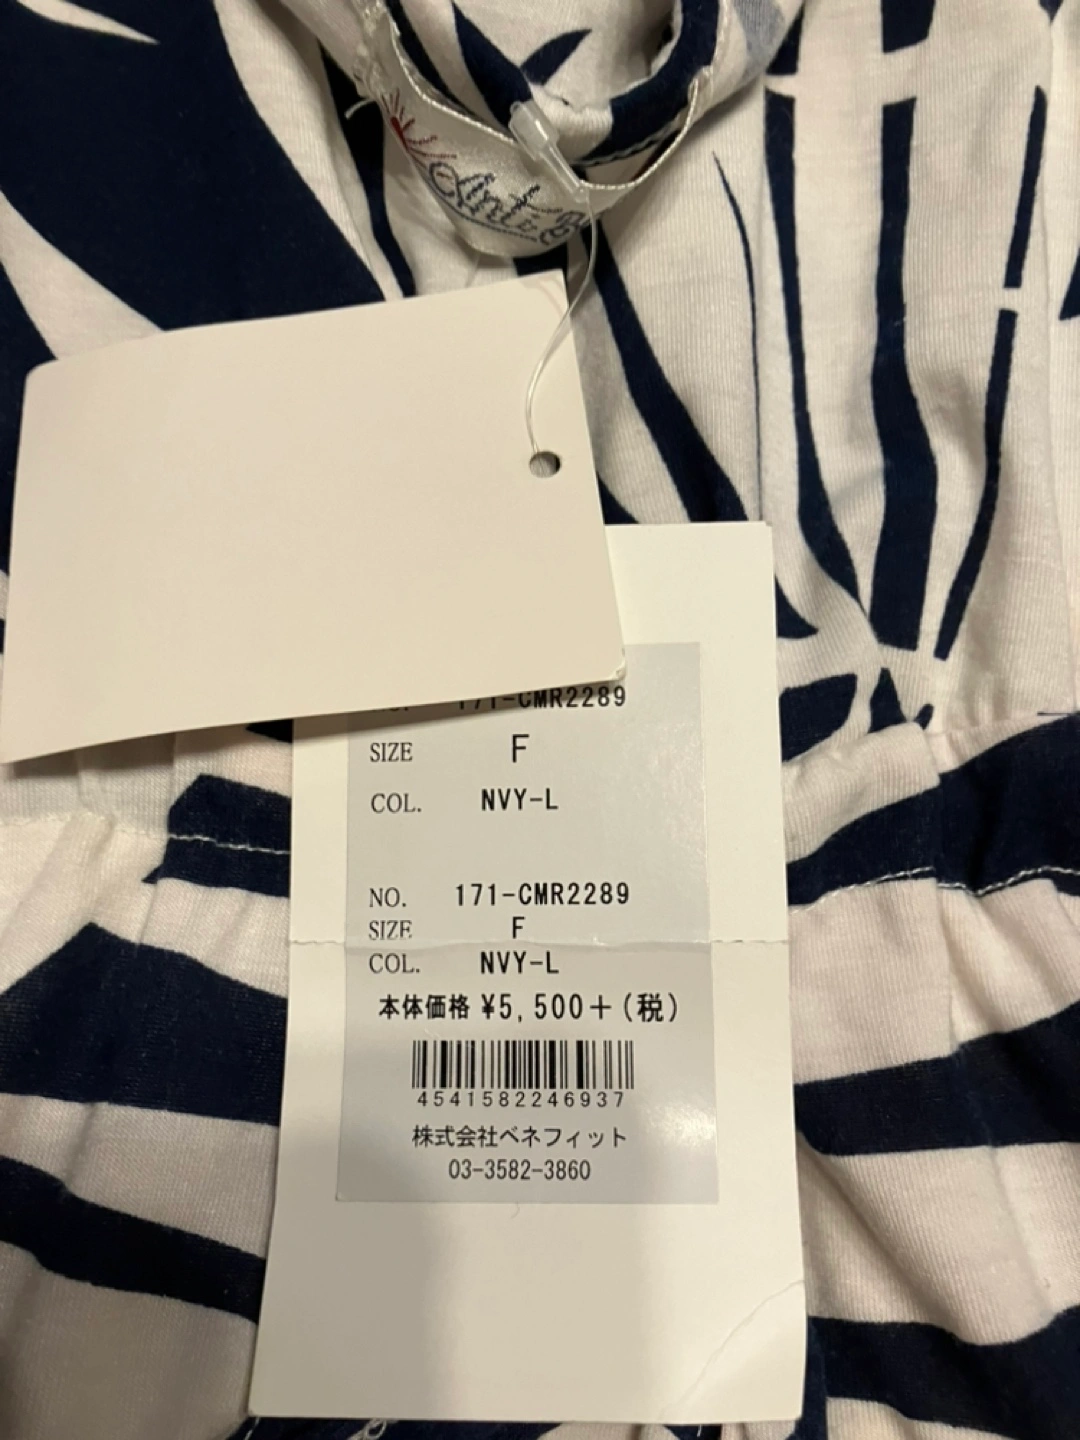 171-CMR2289
SIZE F
COL. NVY-L
NO. 171-CMR2289
SIZE F
COL. NVY-L
本体価格 ¥5,500+(税)
4541582246937
株式会社ベネフィット
03-3582-3860